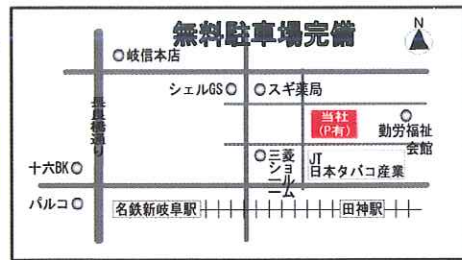 無料駐車場完備
N
岐信本店
シェルGS
スギ薬局
長良橋通り
当社
(P有)
勤労福祉
会館
三菱
ショールーム
JT
日本タバコ産業
十六BK
パルコ
名鉄新岐阜駅
田神駅